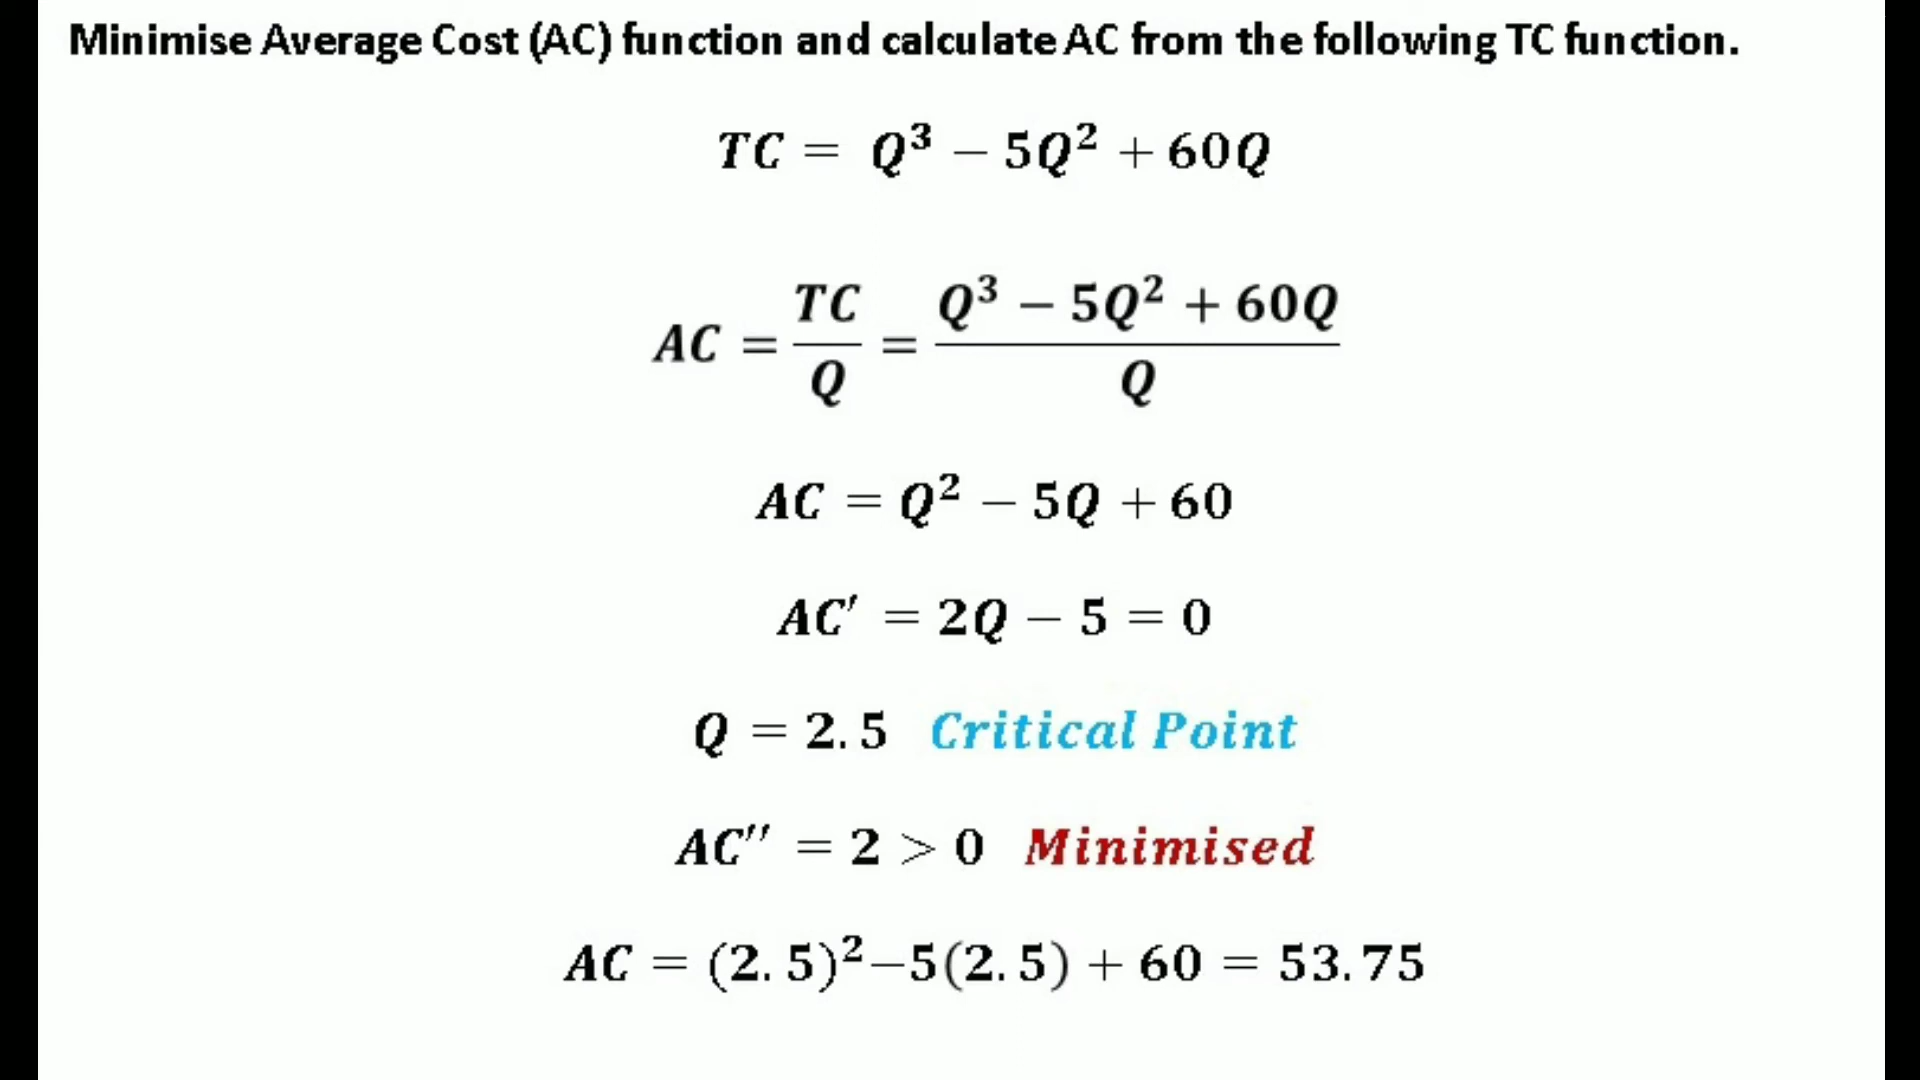 Minimise Average Cost (AC) function and calculate AC from the following TC function.
TC = Q³ − 5Q² + 60Q
AC = TC/Q = (Q³ − 5Q² + 60Q)/Q
AC = Q² − 5Q + 60
AC′ = 2Q − 5 = 0
Q = 2.5 Critical Point
AC′′ = 2 > 0 Minimised
AC = (2.5)²−5(2.5) + 60 = 53.75